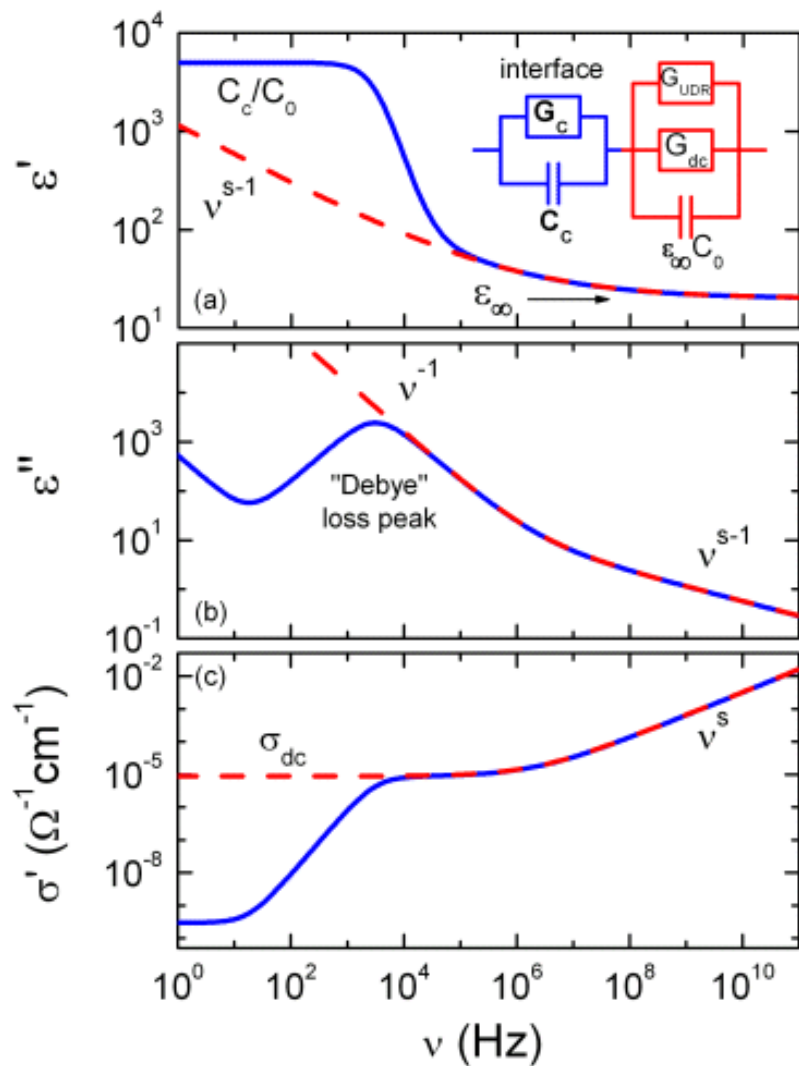 10⁴
10³
10²
10¹
ε'
C_c/C_0
ν^{s-1}
interface
G_c
C_c
G_UDR
G_dc
ε_∞C_0
ε_∞
(a)
10³
10¹
10⁻¹
ε''
ν⁻¹
"Debye"
loss peak
ν^{s-1}
(b)
10⁻²
10⁻⁵
10⁻⁸
σ' (Ω⁻¹cm⁻¹)
(c)
σ_dc
ν^s
10⁰ 10² 10⁴ 10⁶ 10⁸ 10¹⁰
ν (Hz)